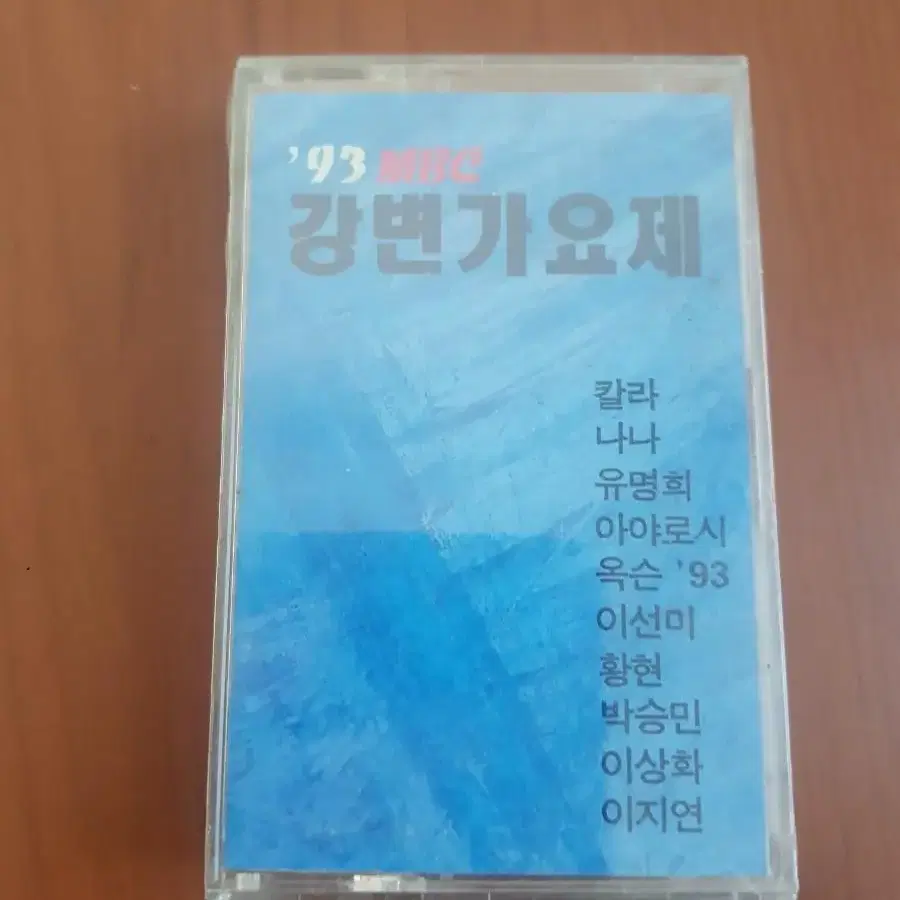 '93 MBC
강변가요제
칼라
나나
유명희
아야로시
옥슨 '93
이선미
황현
박승민
이상화
이지연